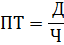 ПТ = Д
Ч